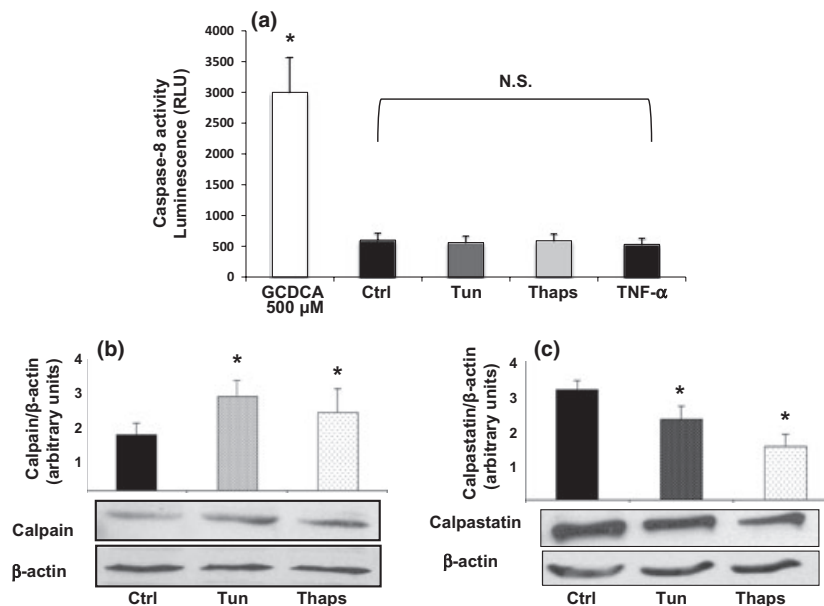 (a)
*
N.S.
Caspase-8 activity
Luminescence (RLU)
4000
3500
3000
2500
2000
1500
1000
500
0
GCDCA
500 µM
Ctrl
Tun
Thaps
TNF-α
(b)
*
*
Calpain/β-actin
(arbitrary units)
4
3
2
1
Calpain
β-actin
Ctrl
Tun
Thaps
(c)
*
*
Calpastatin/β-actin
(arbitrary units)
4
3
2
1
Calpastatin
β-actin
Ctrl
Tun
Thaps